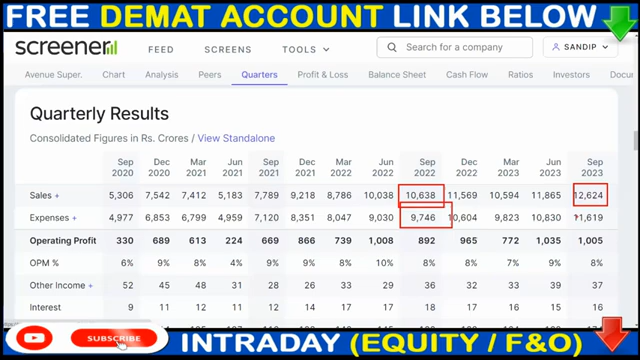 FREE DEMAT ACCOUNT LINK BELOW
screener FEED SCREENS TOOLS Search for a company SANDIP
Avenue Super. Chart Analysis Peers Quarters Profit & Loss Balance Sheet Cash Flow Ratios Investors Docu
Quarterly Results
Consolidated Figures in Rs. Crores / View Standalone
Sep 2020 Dec 2020 Mar 2021 Jun 2021 Sep 2021 Dec 2021 Mar 2022 Jun 2022 Sep 2022 Dec 2022 Mar 2023 Jun 2023 Sep 2023
Sales + 5,306 7,542 7,412 5,183 7,789 9,218 8,786 10,038 10,638 11,569 10,594 11,865 12,624
Expenses + 4,977 6,853 6,799 4,959 7,120 8,351 8,047 9,030 9,746 10,604 9,823 10,830 11,619
Operating Profit 330 689 613 224 669 866 739 1,008 892 965 772 1,035 1,005
OPM % 6% 9% 8% 4% 9% 9% 8% 10% 8% 8% 7% 9% 8%
Other Income + 52 45 48 31 28 26 33 29 36 32 39 37
Interest 9 11 12 11 12 14 17 17 18 17 16 15 16
SUBSCRIBE
INTRADAY (EQUITY / F&O)